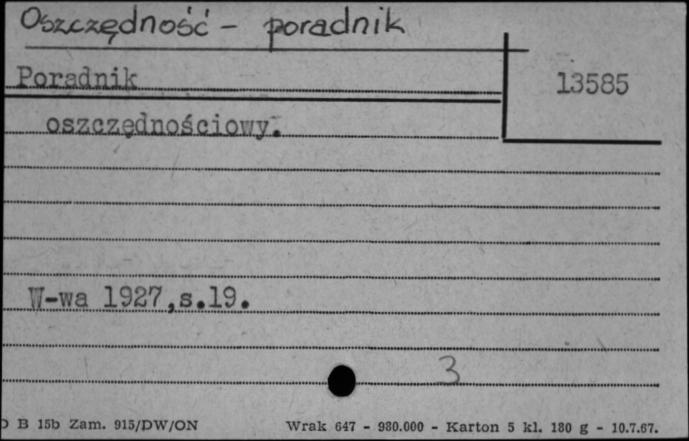 Oszczędność - poradnik
Poradnik
13585
oszczędnościowy.
W-wa 1927,s.19.
3
D B 15b Zam. 915/DW/ON
Wrak 647 - 980.000 - Karton 5 kl. 180 g - 10.7.67.